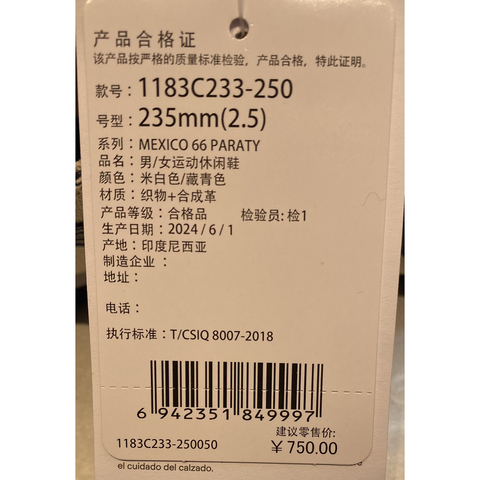 产品合格证
该产品按严格的质量标准检验，产品合格，特此证明。
款号：1183C233-250
号型：235mm(2.5)
系列：MEXICO 66 PARATY
品名：男/女运动休闲鞋
颜色：米白色/藏青色
材质：织物+合成革
产品等级：合格品 检验员:检1
生产日期：2024 / 6 / 1
产地：印度尼西亚
制造企业：
地址：
电话：
执行标准：T/CSIQ 8007-2018
6 942351 849997
建议零售价:
1183C233-250050
￥750.00
el cuidado del calzado.